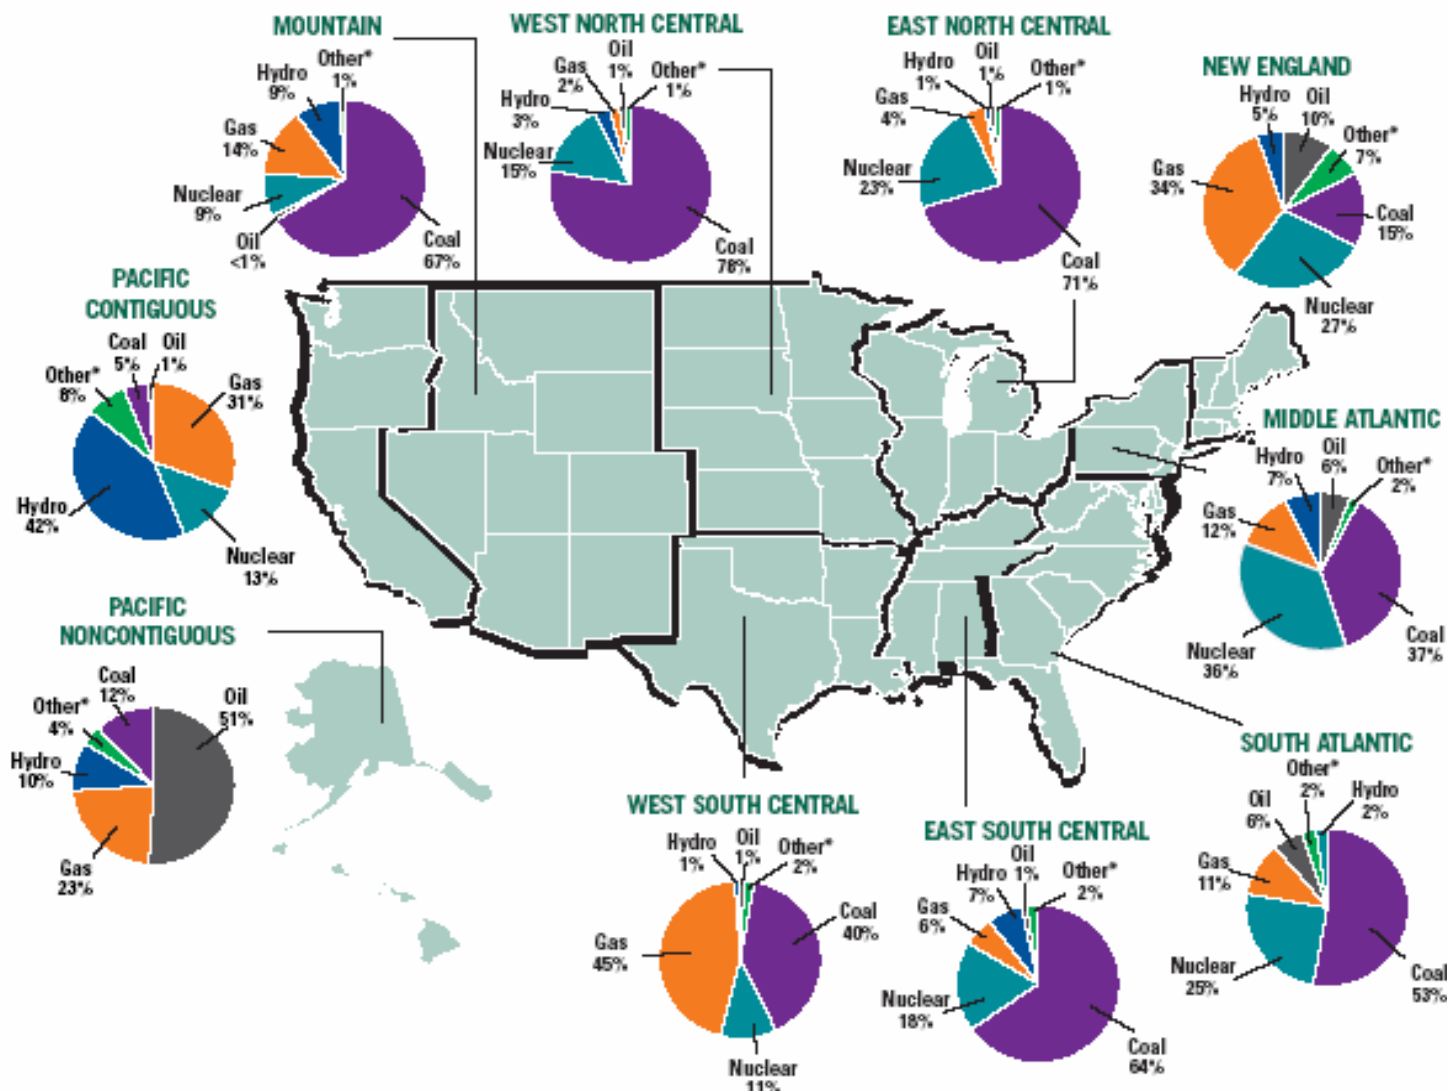 MOUNTAIN
Other*
1%
Hydro
9%
Gas
14%
Nuclear
9%
Oil
<1%
Coal
67%
WEST NORTH CENTRAL
Oil
1%
Other*
1%
Gas
2%
Hydro
3%
Nuclear
15%
Coal
78%
EAST NORTH CENTRAL
Oil
1%
Hydro
1%
Other*
1%
Gas
4%
Nuclear
23%
Coal
71%
NEW ENGLAND
Hydro
5%
Oil
10%
Other*
7%
Gas
34%
Coal
15%
Nuclear
27%
PACIFIC
CONTIGUOUS
Coal
5%
Oil
1%
Other*
8%
Gas
31%
Hydro
42%
Nuclear
13%
MIDDLE ATLANTIC
Hydro
7%
Oil
6%
Other*
2%
Gas
12%
Nuclear
36%
Coal
37%
PACIFIC
NONCONTIGUOUS
Coal
12%
Oil
51%
Other*
4%
Hydro
10%
Gas
23%
WEST SOUTH CENTRAL
Hydro
1%
Oil
1%
Other*
2%
Coal
40%
Gas
45%
Nuclear
11%
EAST SOUTH CENTRAL
Oil
1%
Hydro
7%
Other*
2%
Gas
6%
Nuclear
18%
Coal
64%
SOUTH ATLANTIC
Other*
2%
Hydro
2%
Oil
6%
Gas
11%
Nuclear
25%
Coal
53%